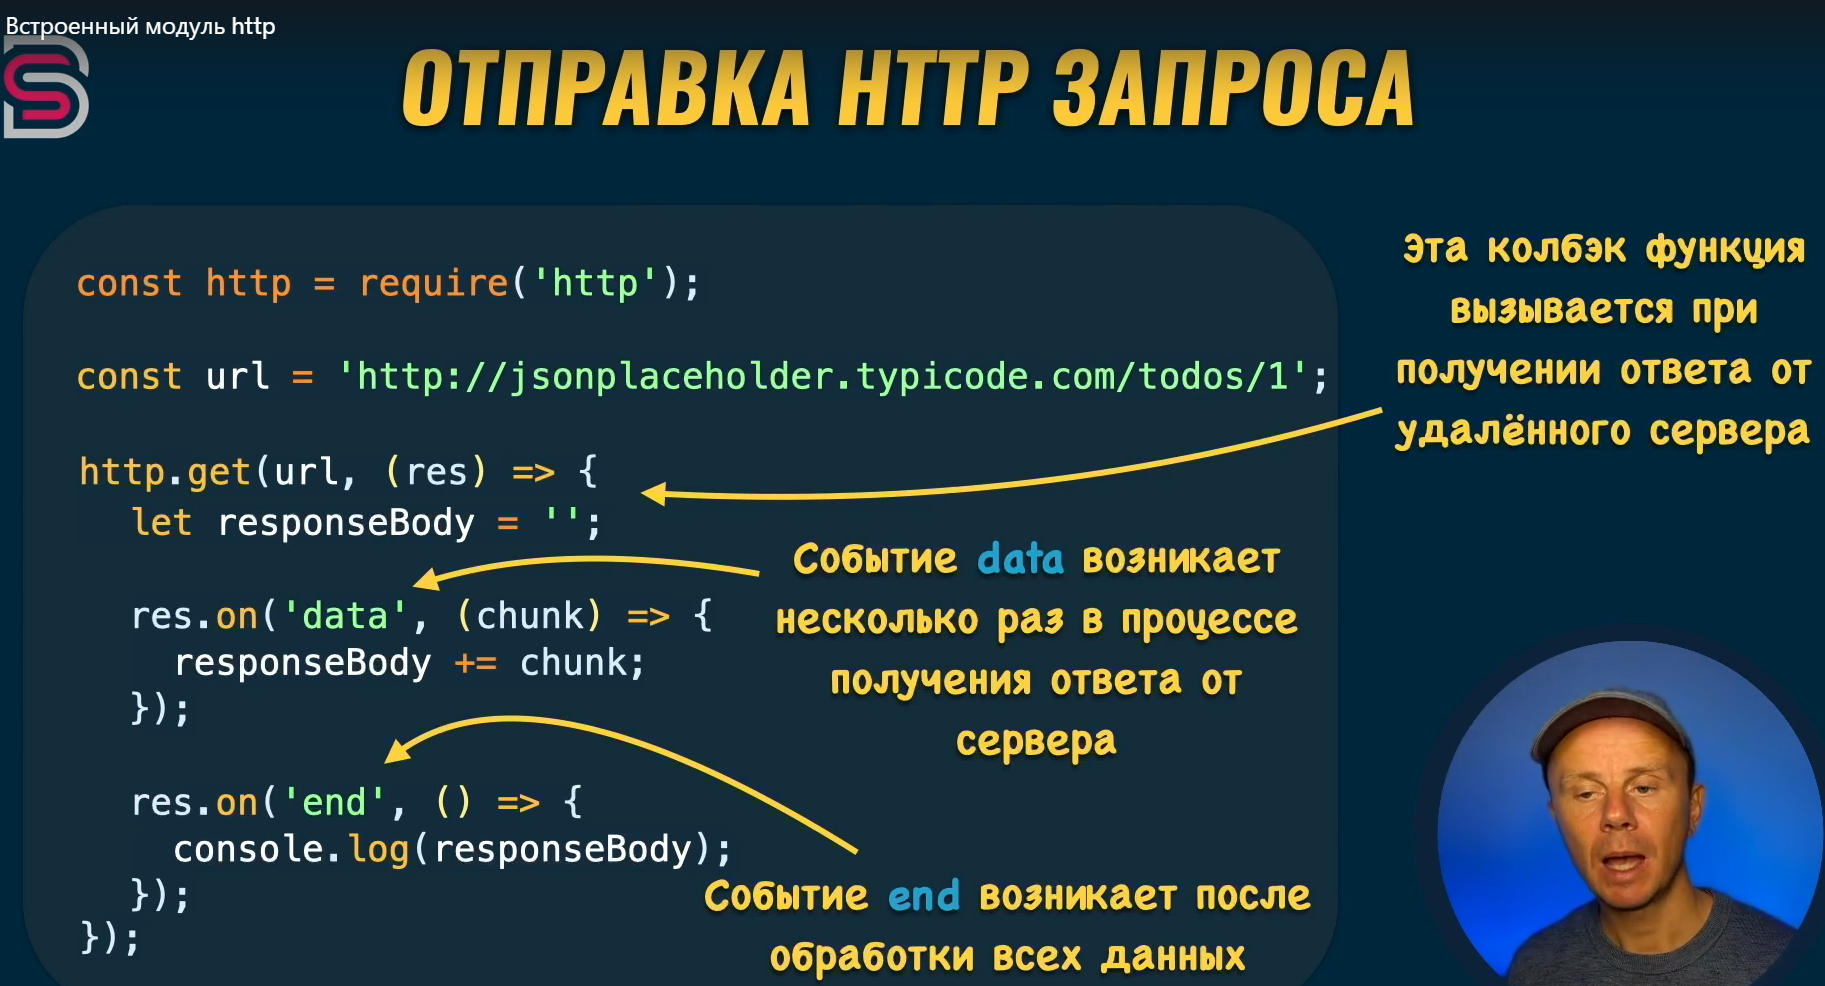 Встроенный модуль http
ОТПРАВКА HTTP ЗАПРОСА
const http = require('http');
const url = 'http://jsonplaceholder.typicode.com/todos/1';
http.get(url, (res) => {
let responseBody = '';
res.on('data', (chunk) => {
responseBody += chunk;
});
res.on('end', () => {
console.log(responseBody);
});
});
Эта колбэк функция
вызывается при
получении ответа от
удалённого сервера
Событие data возникает
несколько раз в процессе
получения ответа от
сервера
Событие end возникает после
обработки всех данных